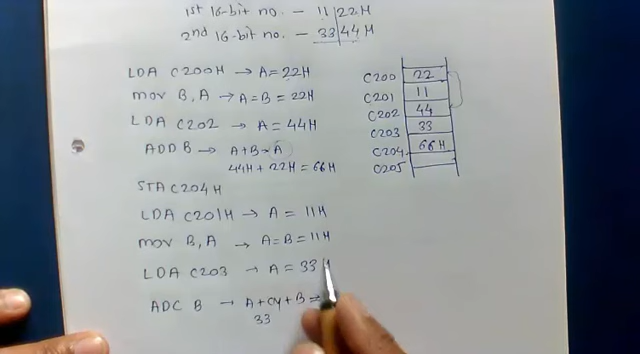 1st 16-bit no. - 11|22H
2nd 16-bit no. - 33|44H
LDA C200H → A=22H
MOV B,A → A=B=22H
LDA C202 → A=44H
ADD B → A+B→A
44H+22H=66H
STA C204H
LDA C201H → A = 11H
MOV B,A → A=B=11H
LDA C203 → A=33H
ADC B → A+CY+B→
33
C200 22
C201 11
C202 44
C203 33
C204 66H
C205